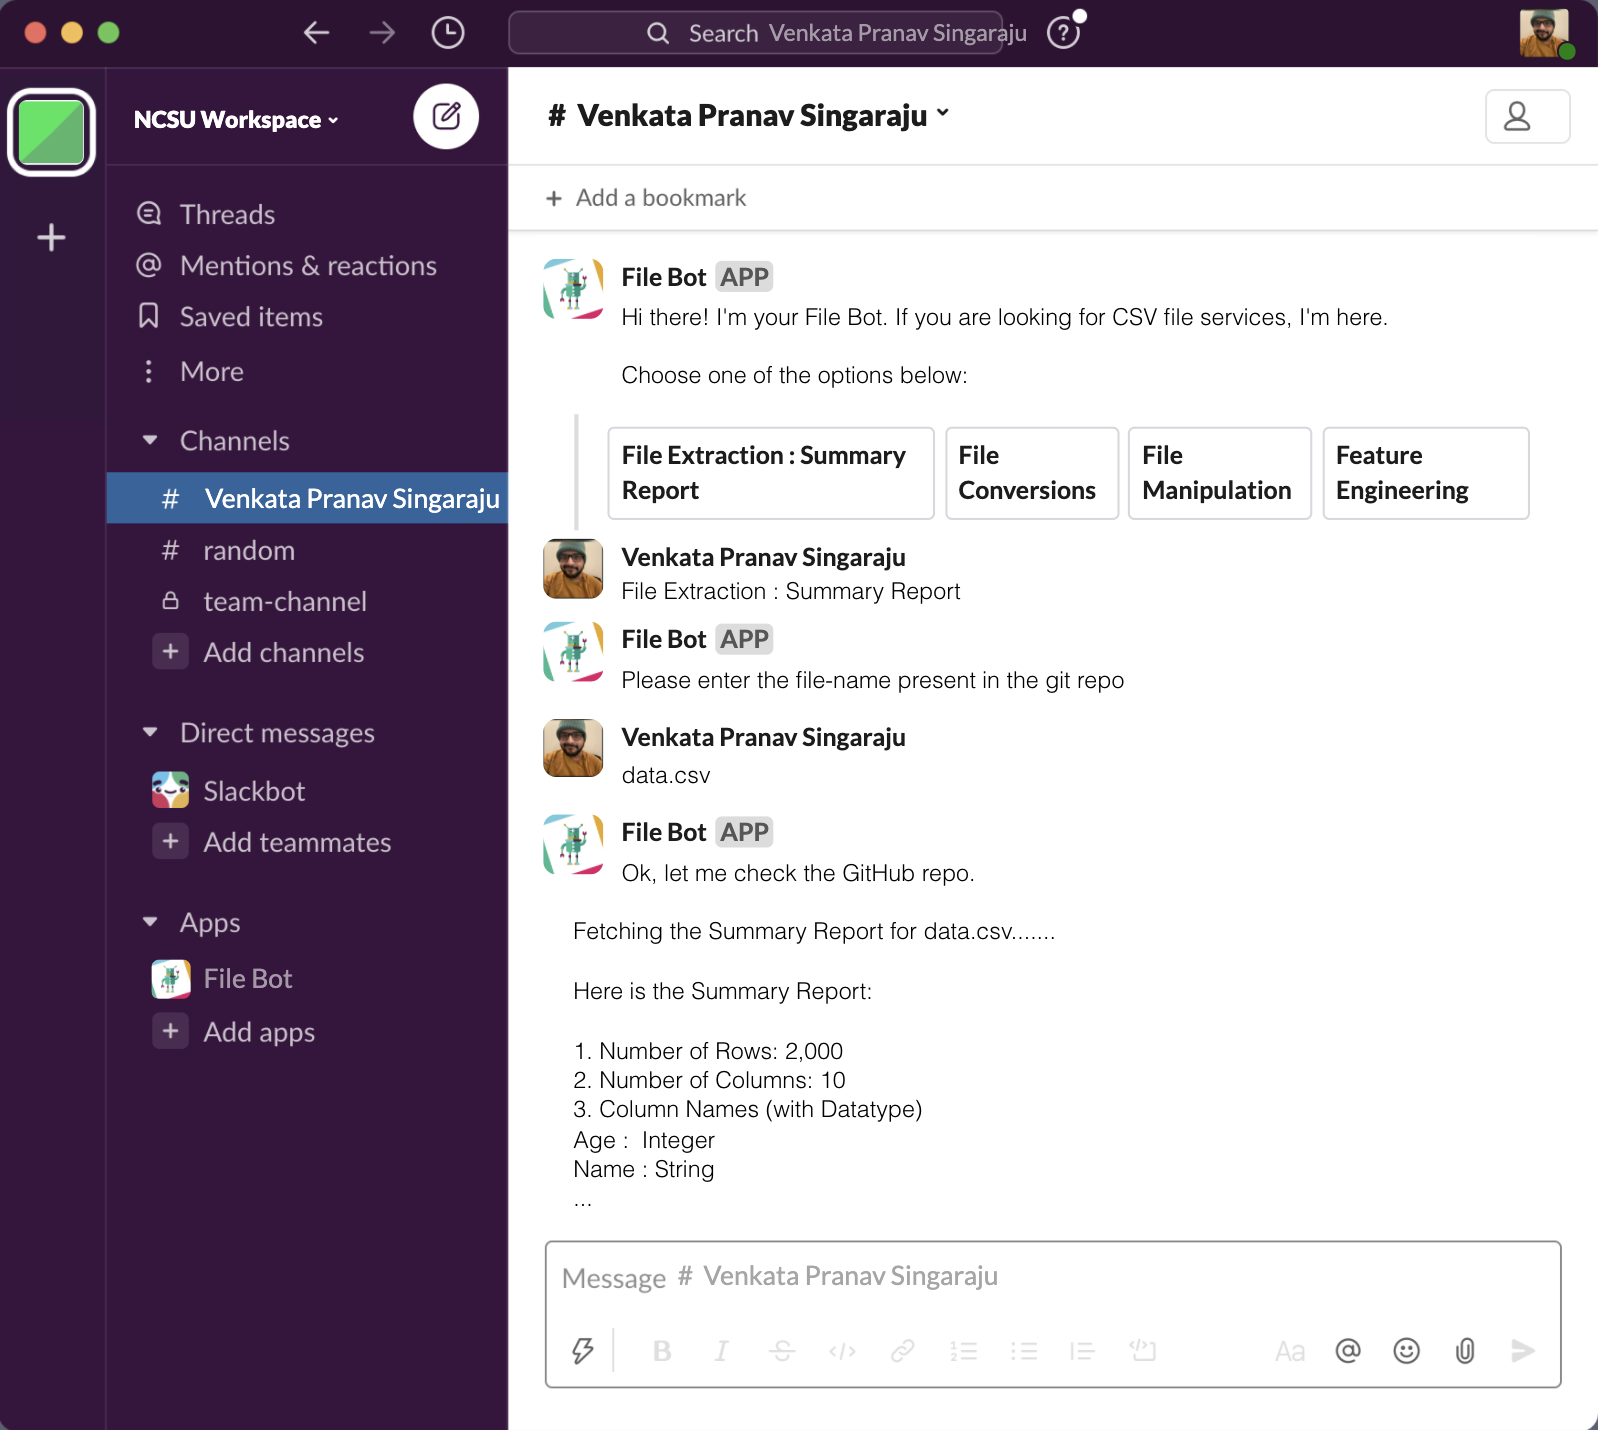 Search Venkata Pranav Singaraju
NCSU Workspace
# Venkata Pranav Singaraju
+ Add a bookmark
Threads
Mentions & reactions
Saved items
More
Channels
# Venkata Pranav Singaraju
# random
team-channel
+ Add channels
Direct messages
Slackbot
+ Add teammates
Apps
File Bot
+ Add apps
File Bot APP
Hi there! I'm your File Bot. If you are looking for CSV file services, I'm here.
Choose one of the options below:
File Extraction : Summary
Report
File
Conversions
File
Manipulation
Feature
Engineering
Venkata Pranav Singaraju
File Extraction : Summary Report
File Bot APP
Please enter the file-name present in the git repo
Venkata Pranav Singaraju
data.csv
File Bot APP
Ok, let me check the GitHub repo.
Fetching the Summary Report for data.csv.......
Here is the Summary Report:
1. Number of Rows: 2,000
2. Number of Columns: 10
3. Column Names (with Datatype)
Age :  Integer
Name : String
...
Message # Venkata Pranav Singaraju
B I S </> Aa @